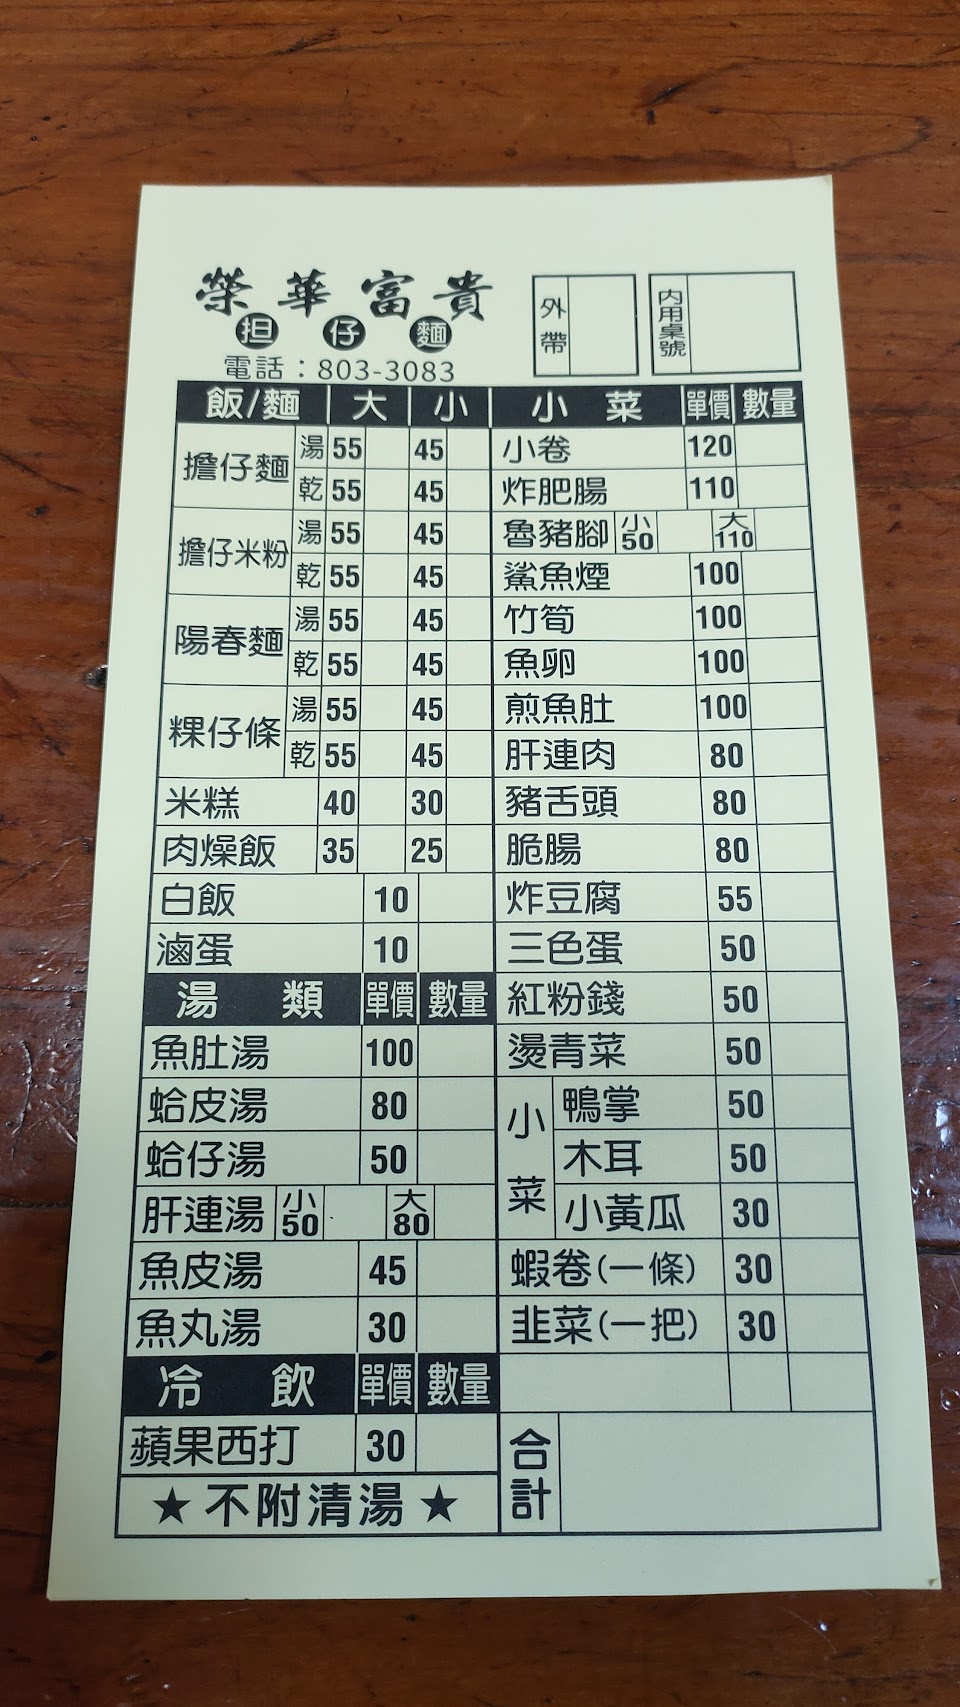 榮華富貴
担仔麵
電話：803-3083
外帶
內用桌號
飯/麵 大 小
擔仔麵 湯 55 45
乾 55 45
擔仔米粉 湯 55 45
乾 55 45
陽春麵 湯 55 45
乾 55 45
粿仔條 湯 55 45
乾 55 45
米糕 40 30
肉燥飯 35 25
白飯 10
滷蛋 10
湯類 單價 數量
魚肚湯 100
蛤皮湯 80
蛤仔湯 50
肝連湯 小50 大80
魚皮湯 45
魚丸湯 30
冷飲 單價 數量
蘋果西打 30
★不附清湯★
小菜 單價 數量
小卷 120
炸肥腸 110
魯豬腳 小50 大110
鯊魚煙 100
竹筍 100
魚卵 100
煎魚肚 100
肝連肉 80
豬舌頭 80
脆腸 80
炸豆腐 55
三色蛋 50
紅粉錢 50
燙青菜 50
小菜 鴨掌 50
木耳 50
小黃瓜 30
蝦卷(一條) 30
韭菜(一把) 30
合計